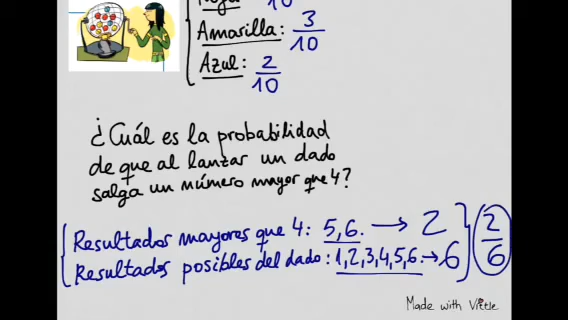 Roja: /10
Amarilla: 3/10
Azul: 2/10
¿Cuál es la probabilidad
de que al lanzar un dado
salga un número mayor que 4?
Resultados mayores que 4: 5,6. → 2
Resultados posibles del dado: 1,2,3,4,5,6. → 6
2/6
Made with Vittle